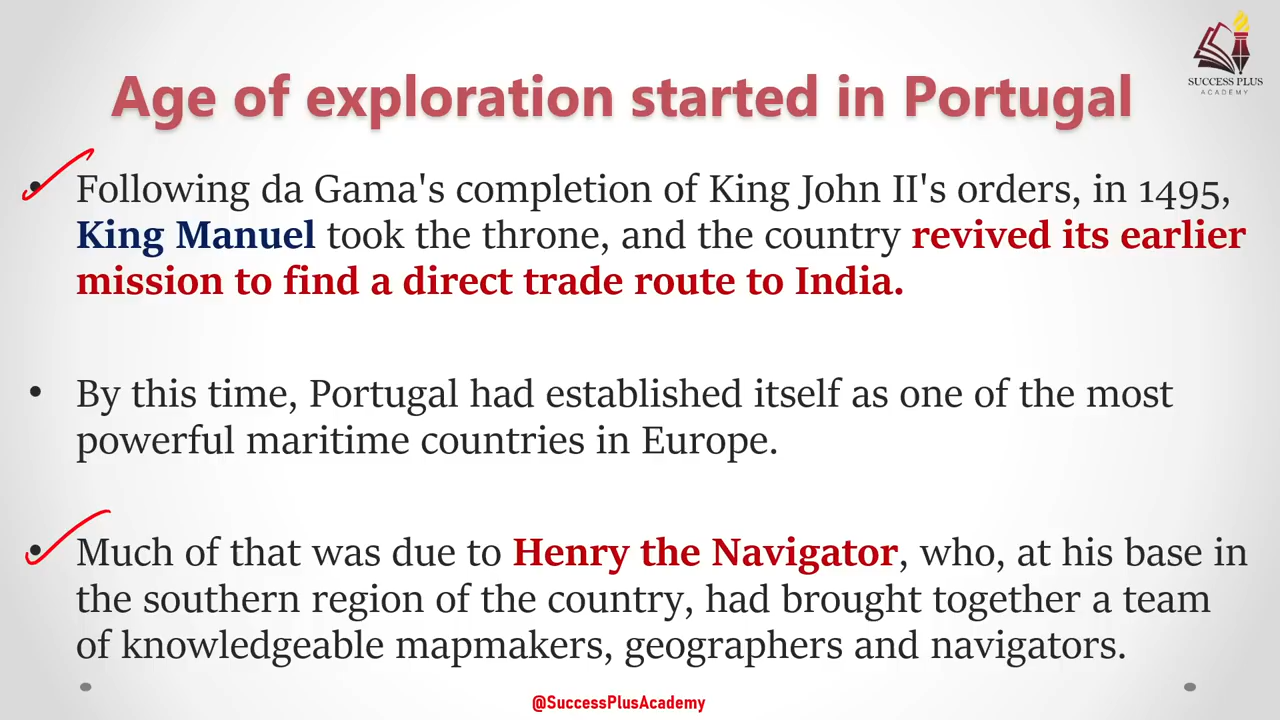 SUCCESS PLUS
ACADEMY
Age of exploration started in Portugal
• Following da Gama's completion of King John II's orders, in 1495,
King Manuel took the throne, and the country revived its earlier
mission to find a direct trade route to India.
• By this time, Portugal had established itself as one of the most
powerful maritime countries in Europe.
• Much of that was due to Henry the Navigator, who, at his base in
the southern region of the country, had brought together a team
of knowledgeable mapmakers, geographers and navigators.
@SuccessPlusAcademy